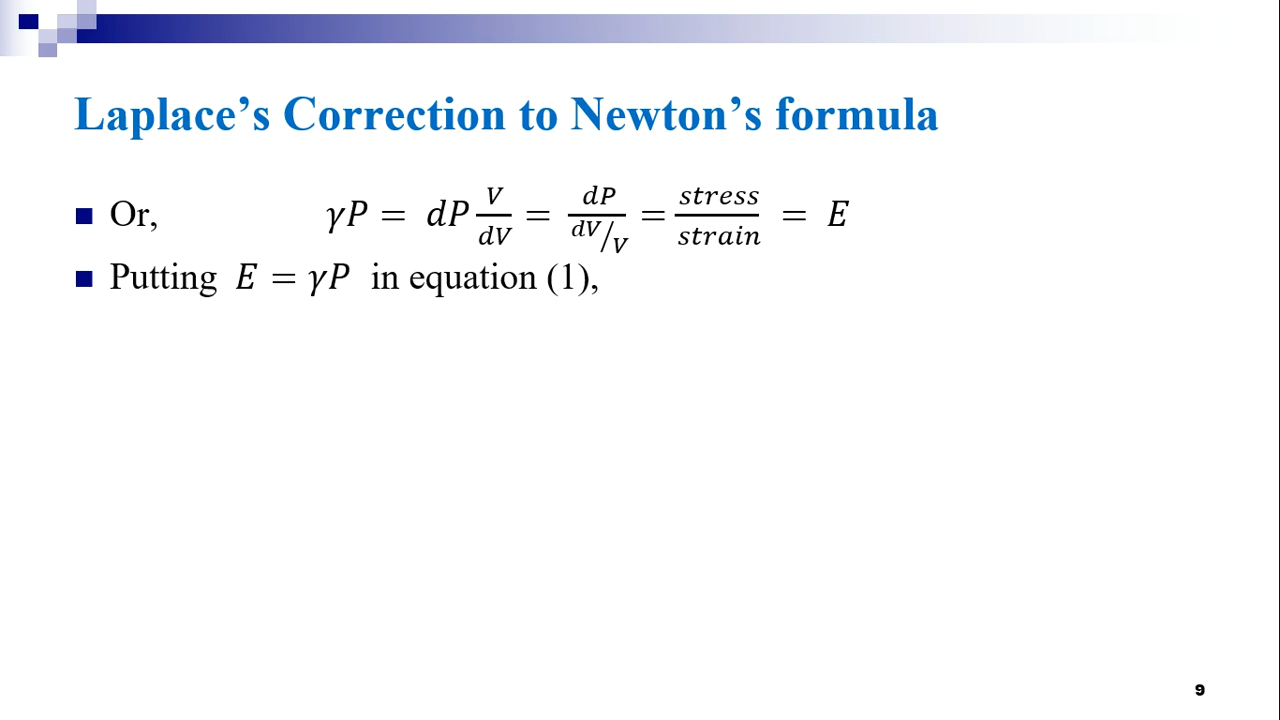 Laplace’s Correction to Newton’s formula
Or, γP = dP V/dV = dP/(dV/V) = stress/strain = E
Putting E = γP in equation (1),
9